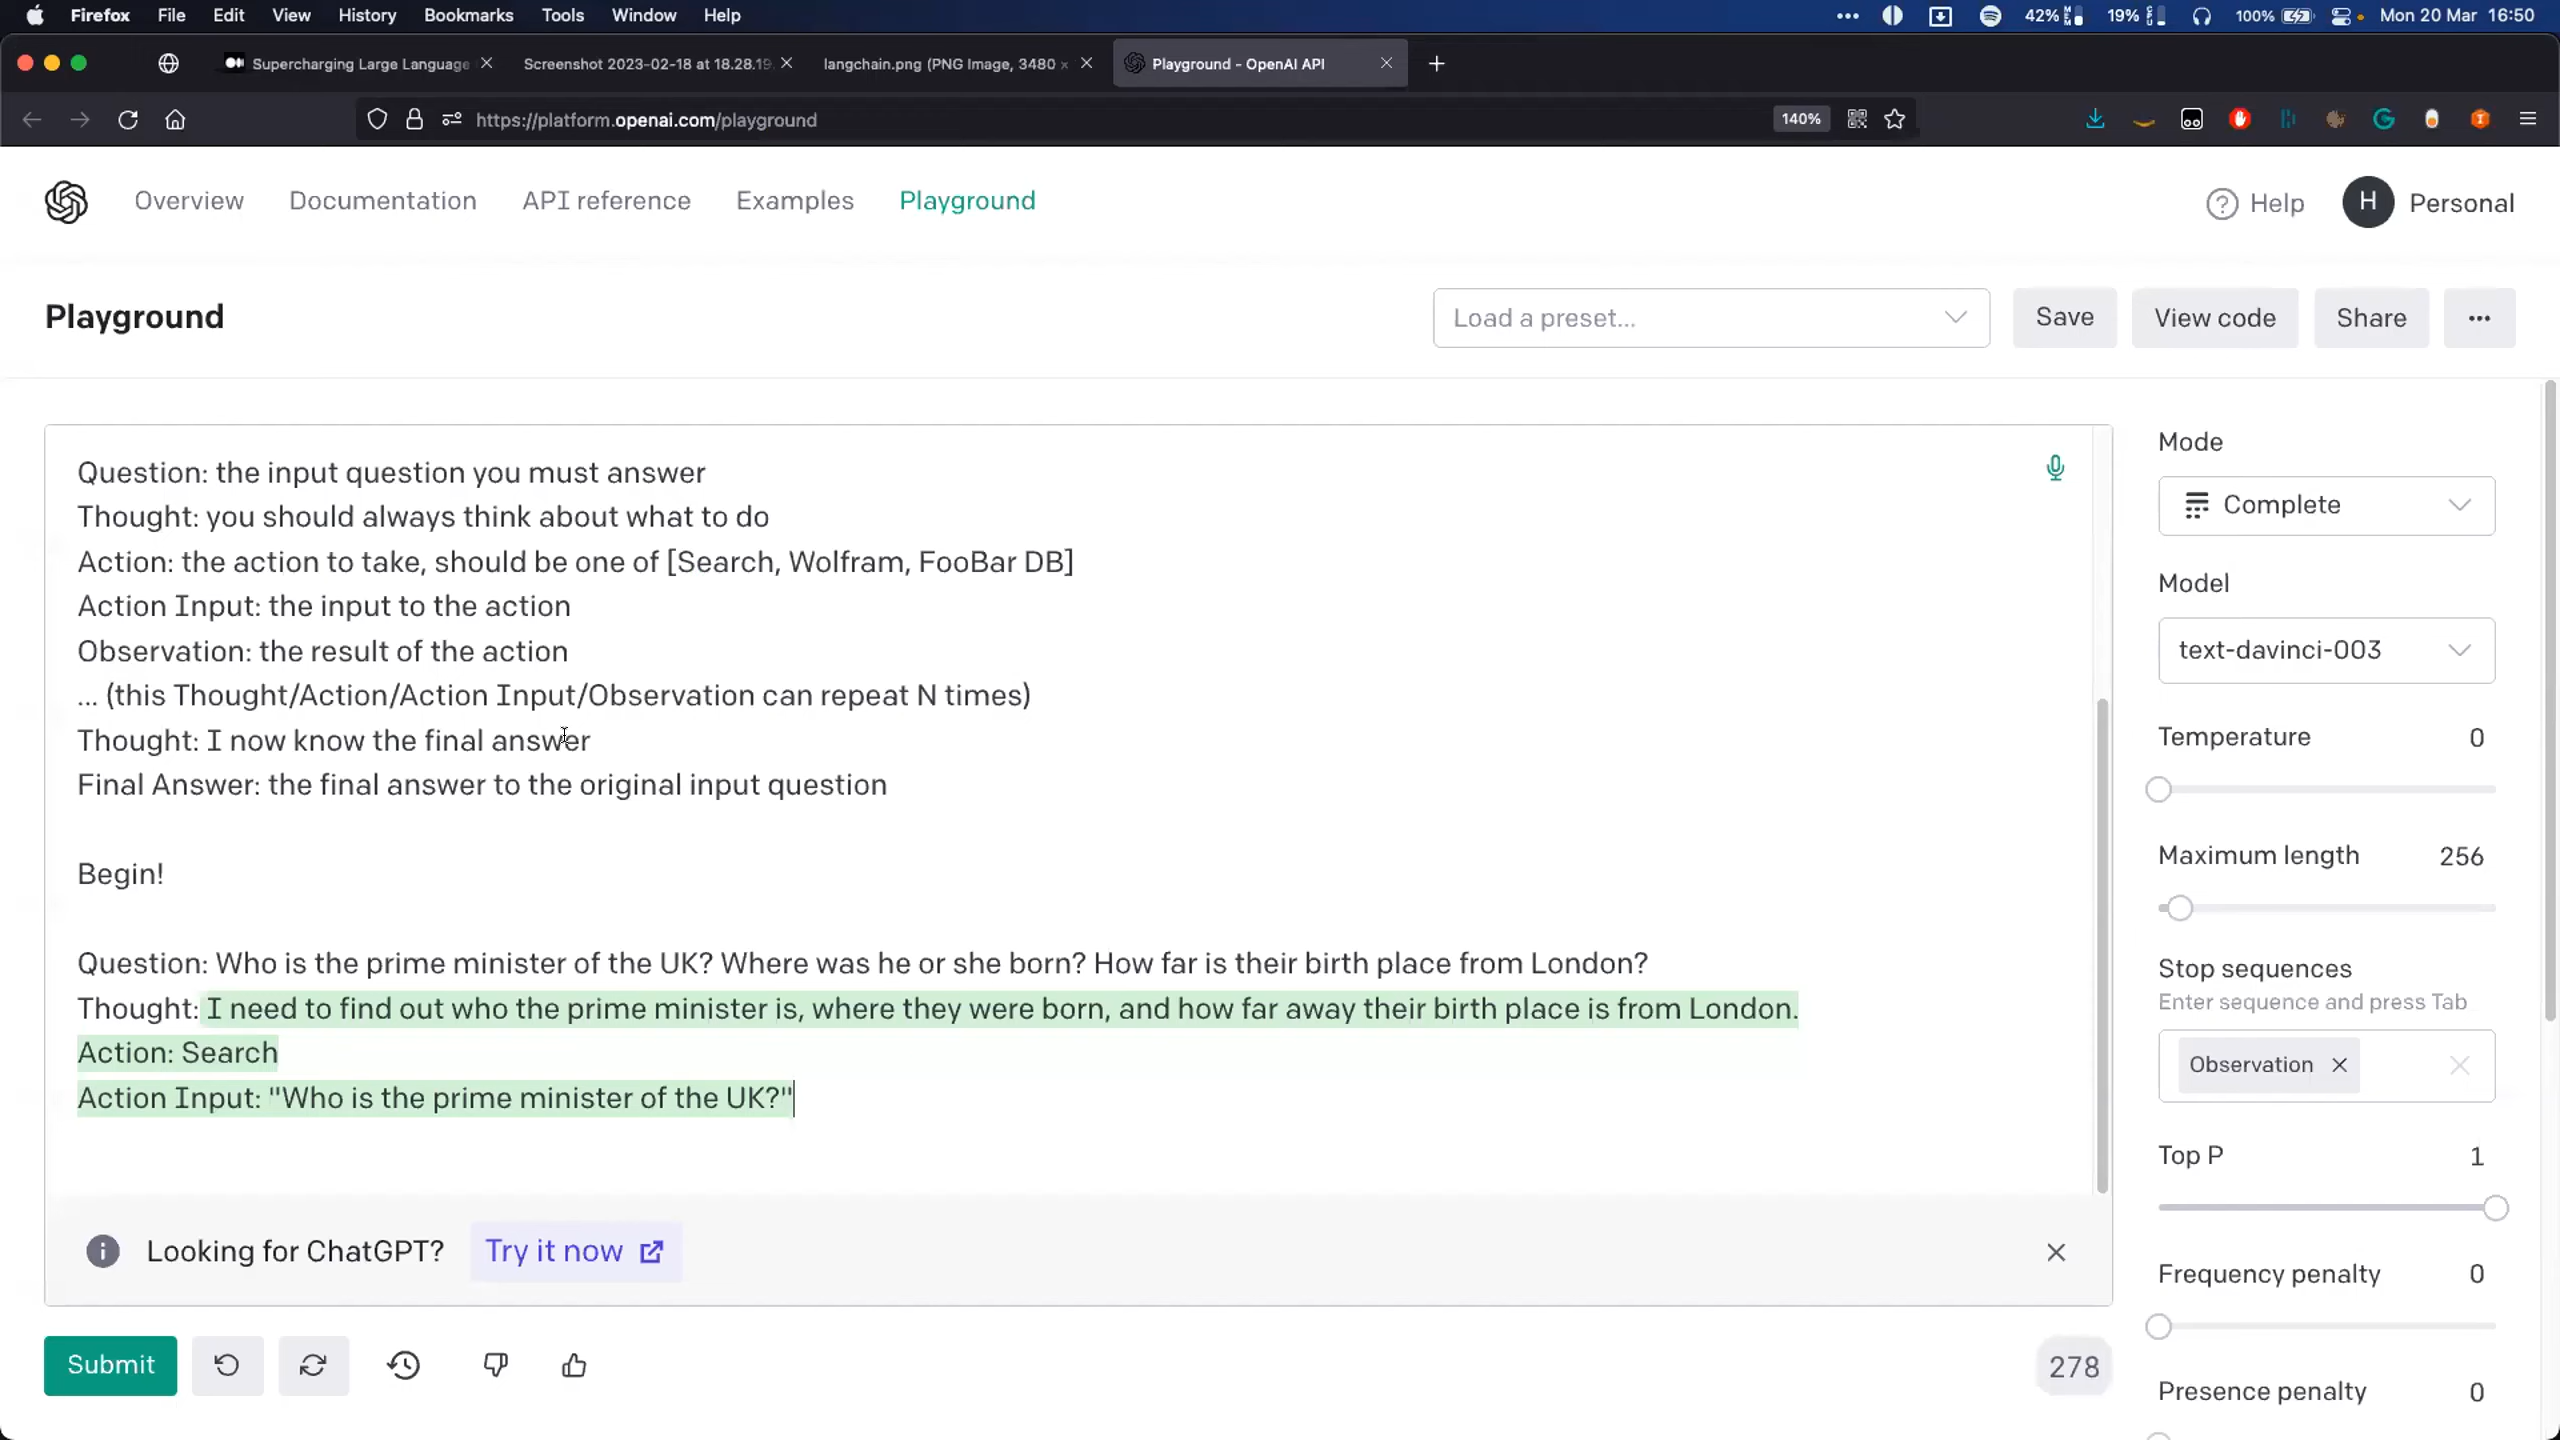 Firefox File Edit View History Bookmarks Tools Window Help 42% 19% 100% Mon 20 Mar 16:50
Supercharging Large Language Screenshot 2023-02-18 at 18.28.19. langchain.png (PNG Image, 3480 × Playground - OpenAI API
https://platform.openai.com/playground 140%
Overview Documentation API reference Examples Playground Help H Personal
Playground Load a preset... Save View code Share ...
Question: the input question you must answer
Thought: you should always think about what to do
Action: the action to take, should be one of [Search, Wolfram, FooBar DB]
Action Input: the input to the action
Observation: the result of the action
... (this Thought/Action/Action Input/Observation can repeat N times)
Thought: I now know the final answer
Final Answer: the final answer to the original input question
Begin!
Question: Who is the prime minister of the UK? Where was he or she born? How far is their birth place from London?
Thought: I need to find out who the prime minister is, where they were born, and how far away their birth place is from London.
Action: Search
Action Input: "Who is the prime minister of the UK?"
Looking for ChatGPT? Try it now
Submit 278
Mode
Complete
Model
text-davinci-003
Temperature 0
Maximum length 256
Stop sequences
Enter sequence and press Tab
Observation
Top P 1
Frequency penalty 0
Presence penalty 0